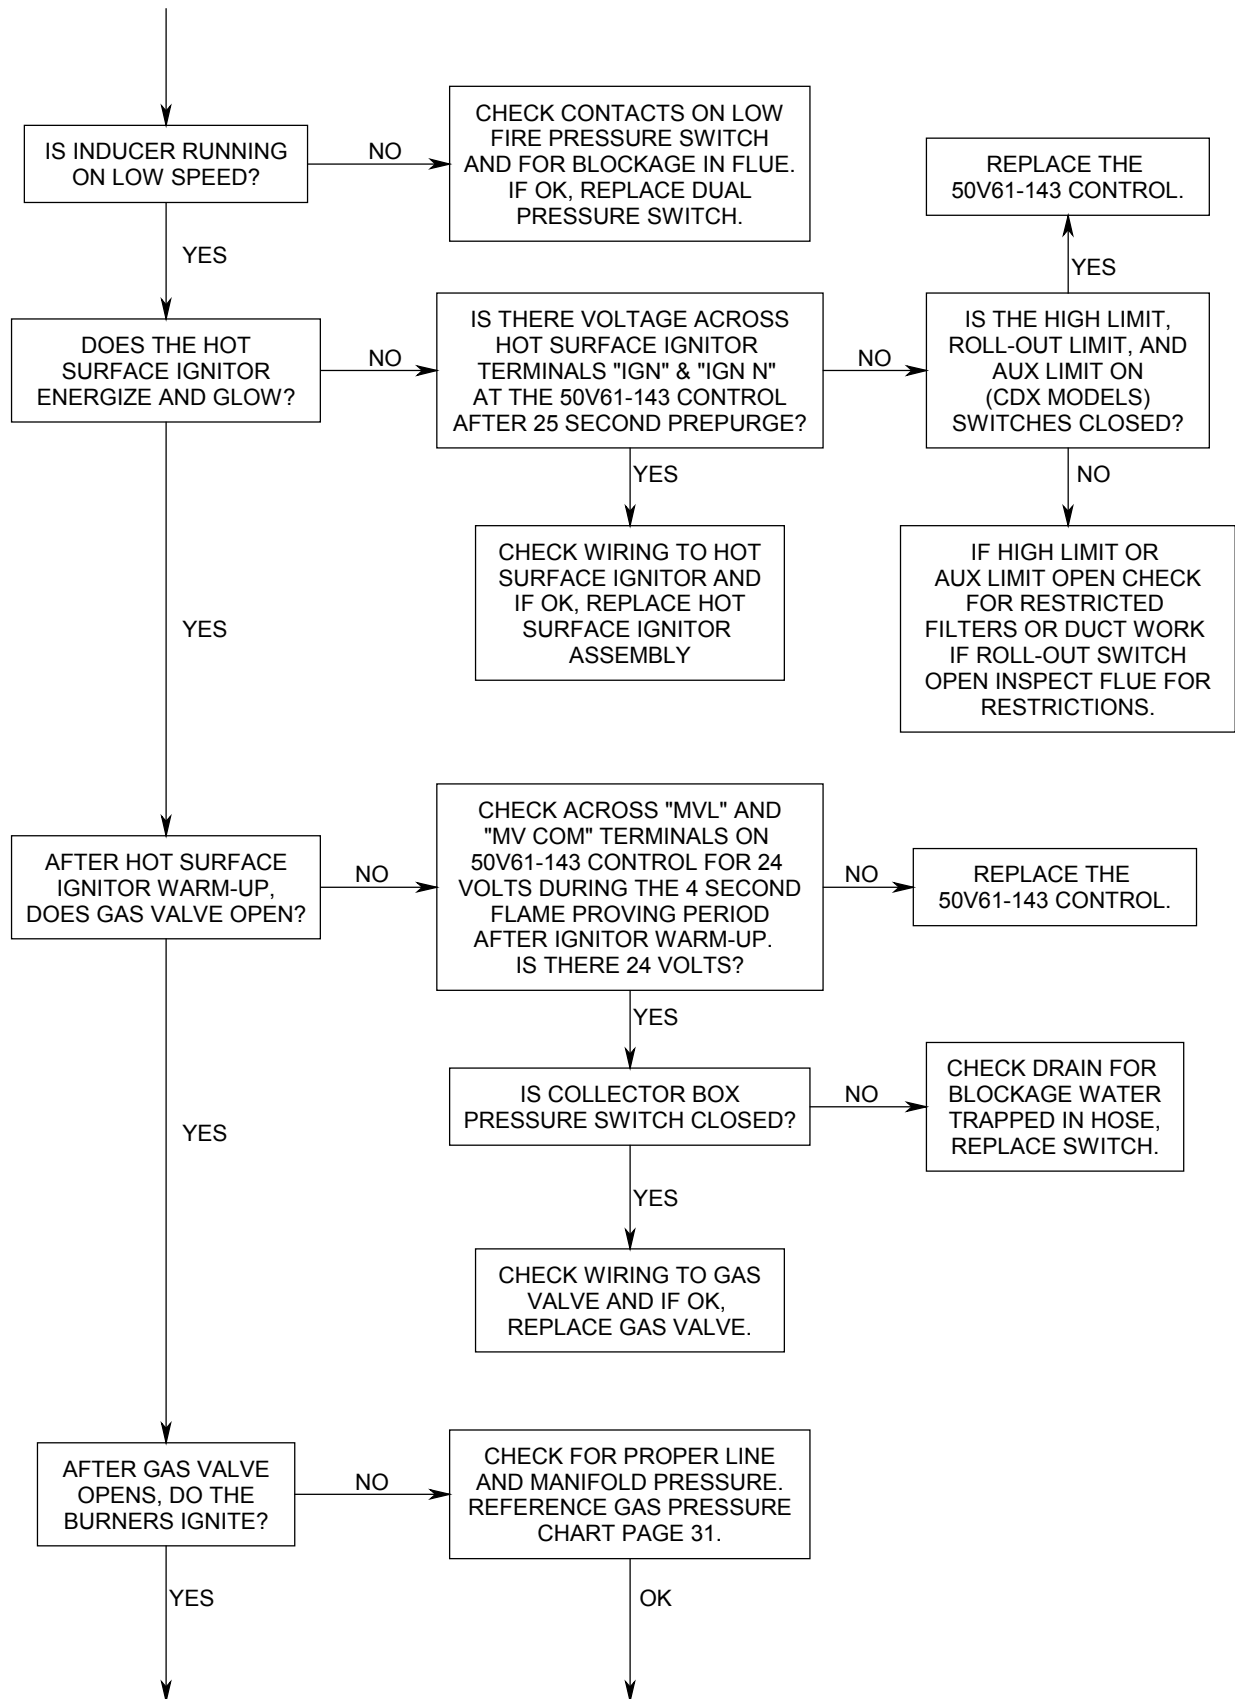 IS INDUCER RUNNING
ON LOW SPEED?
NO
CHECK CONTACTS ON LOW
FIRE PRESSURE SWITCH
AND FOR BLOCKAGE IN FLUE.
IF OK, REPLACE DUAL
PRESSURE SWITCH.
REPLACE THE
50V61-143 CONTROL.
YES
YES
DOES THE HOT
SURFACE IGNITOR
ENERGIZE AND GLOW?
NO
IS THERE VOLTAGE ACROSS
HOT SURFACE IGNITOR
TERMINALS "IGN" & "IGN N"
AT THE 50V61-143 CONTROL
AFTER 25 SECOND PREPURGE?
NO
IS THE HIGH LIMIT,
ROLL-OUT LIMIT, AND
AUX LIMIT ON
(CDX MODELS)
SWITCHES CLOSED?
YES
NO
CHECK WIRING TO HOT
SURFACE IGNITOR AND
IF OK, REPLACE HOT
SURFACE IGNITOR
ASSEMBLY
IF HIGH LIMIT OR
AUX LIMIT OPEN CHECK
FOR RESTRICTED
FILTERS OR DUCT WORK
IF ROLL-OUT SWITCH
OPEN INSPECT FLUE FOR
RESTRICTIONS.
YES
AFTER HOT SURFACE
IGNITOR WARM-UP,
DOES GAS VALVE OPEN?
NO
CHECK ACROSS "MVL" AND
"MV COM" TERMINALS ON
50V61-143 CONTROL FOR 24
VOLTS DURING THE 4 SECOND
FLAME PROVING PERIOD
AFTER IGNITOR WARM-UP.
IS THERE 24 VOLTS?
NO
REPLACE THE
50V61-143 CONTROL.
YES
IS COLLECTOR BOX
PRESSURE SWITCH CLOSED?
NO
CHECK DRAIN FOR
BLOCKAGE WATER
TRAPPED IN HOSE,
REPLACE SWITCH.
YES
YES
CHECK WIRING TO GAS
VALVE AND IF OK,
REPLACE GAS VALVE.
AFTER GAS VALVE
OPENS, DO THE
BURNERS IGNITE?
NO
CHECK FOR PROPER LINE
AND MANIFOLD PRESSURE.
REFERENCE GAS PRESSURE
CHART PAGE 31.
YES
OK